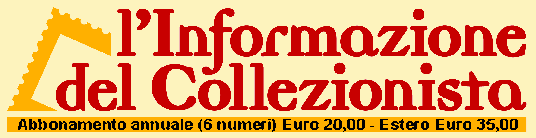 l'Informazione
del Collezionista
Abbonamento annuale (6 numeri) Euro 20,00 - Estero Euro 35,00